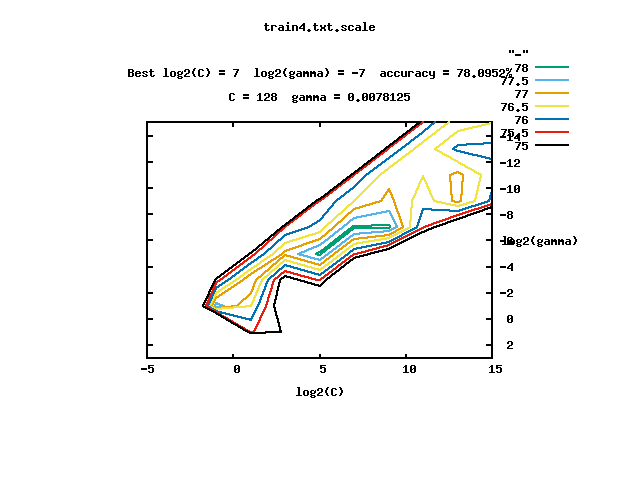 train4.txt.scale
"-"
Best log2(C) = 7  log2(gamma) = -7  accuracy = 78.0952%
C = 128  gamma = 0.0078125
78
77.5
77
76.5
76
75.5
75
-14
-12
-10
-8
-6
-4
-2
0
2
log2(gamma)
-5 0 5 10 15
log2(C)